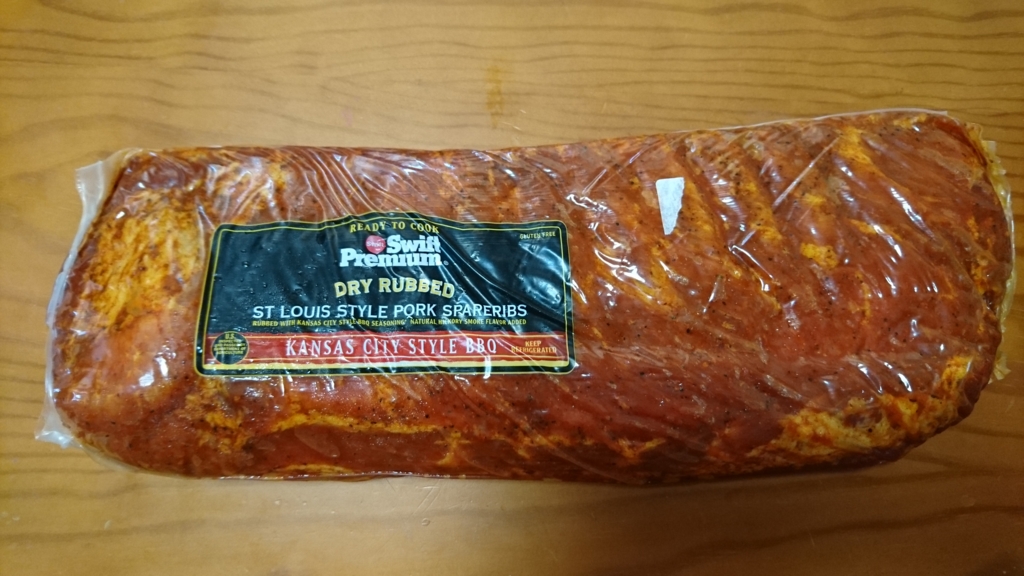 READY TO COOK
GLUTEN FREE
Swift
Premium
DRY RUBBED
ST LOUIS STYLE PORK SPARERIBS
RUBBED WITH KANSAS CITY STYLE BBQ SEASONING NATURAL HICKORY SMOKE FLAVOR ADDED
KANSAS CITY STYLE BBQ
KEEP
REFRIGERATED